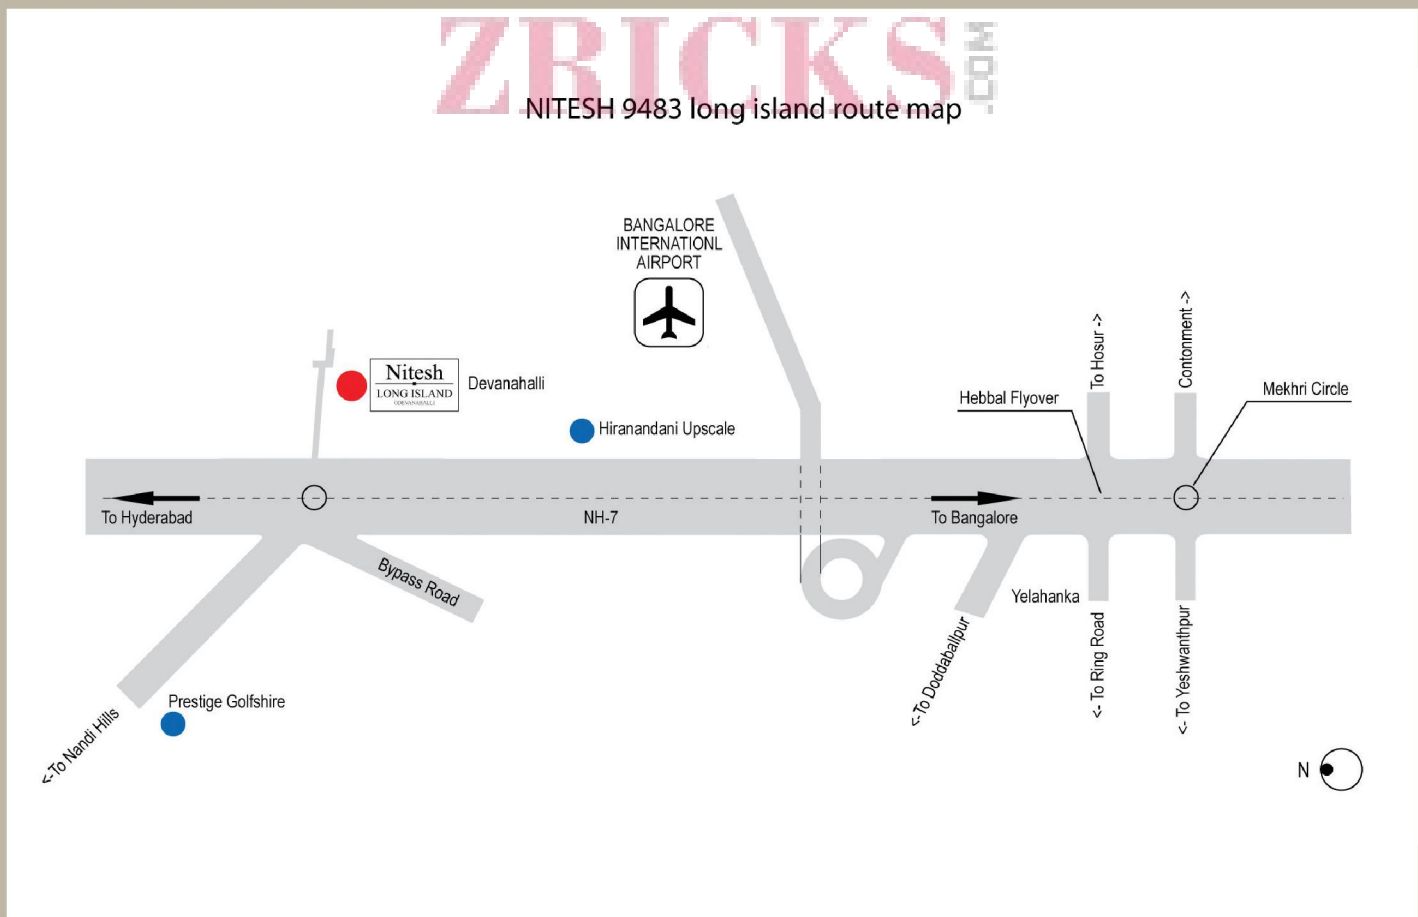 ZRICKS.COM
NITESH 9483 long island route map
BANGALORE
INTERNATIONL
AIRPORT
Nitesh
LONG ISLAND
Devanahalli
Hiranandani Upscale
Hebbal Flyover
To Hosur ->
Contonment ->
Mekhri Circle
To Hyderabad
NH-7
To Bangalore
Bypass Road
Yelahanka
<-To Doddaballpur
<- To Ring Road
<- To Yeshwanthpur
Prestige Golfshire
<-To Nandi Hills
N